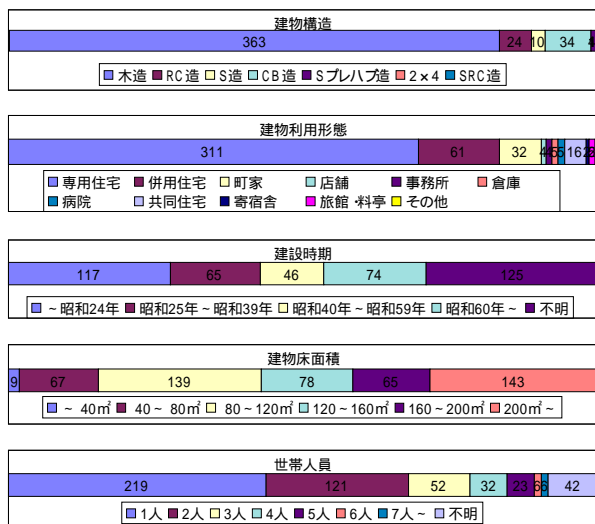 建物構造
363 24 10 34 4
木造 RC造 S造 CB造 Sプレハブ造 2×4 SRC造
建物利用形態
311 61 32 4 4 5 5 16 2 3
専用住宅 併用住宅 町家 店舗 事務所 倉庫
病院 共同住宅 寄宿舎 旅館・料亭 その他
建設時期
117 65 46 74 125
～昭和24年 昭和25年～昭和39年 昭和40年～昭和59年 昭和60年～ 不明
建物床面積
9 67 139 78 65 143
～ 40㎡ 40～ 80㎡ 80～120㎡ 120～160㎡ 160～200㎡ 200㎡～
世帯人員
219 121 52 32 23 6 6 42
1人 2人 3人 4人 5人 6人 7人～ 不明